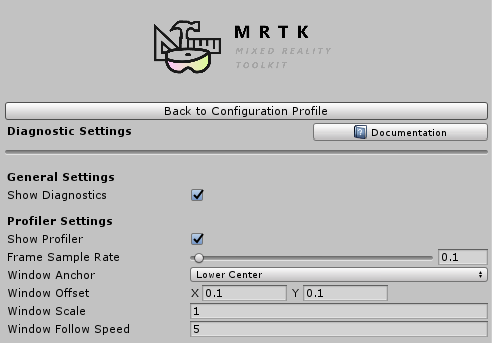 MRTK
MIXED REALITY
TOOLKIT
Back to Configuration Profile
Diagnostic Settings
Documentation
General Settings
Show Diagnostics
Profiler Settings
Show Profiler
Frame Sample Rate 0.1
Window Anchor Lower Center
Window Offset X 0.1 Y 0.1
Window Scale 1
Window Follow Speed 5